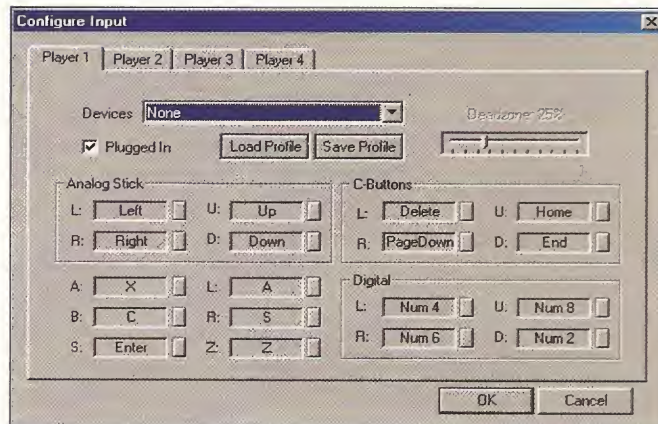 Configure Input
Player 1 Player 2 Player 3 Player 4
Devices None
Deadzone: 25%
Plugged In Load Profile Save Profile
Analog Stick
L: Left U: Up
R: Right D: Down
C-Buttons
L: Delete U: Home
R: PageDown D: End
A: X L: A
B: C R: S
S: Enter Z: Z
Digital
L: Num 4 U: Num 8
R: Num 6 D: Num 2
OK Cancel